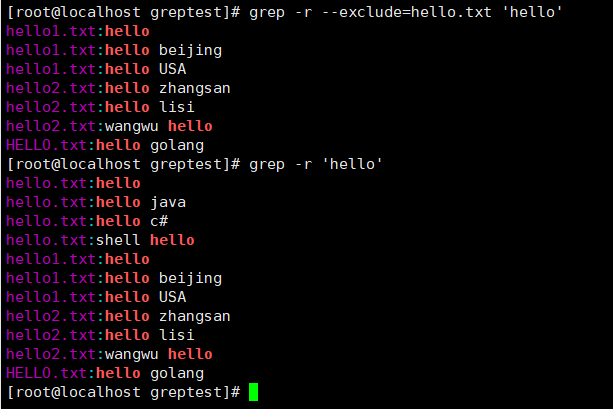 [root@localhost greptest]# grep -r --exclude=hello.txt 'hello'
hello1.txt:hello
hello1.txt:hello beijing
hello1.txt:hello USA
hello2.txt:hello zhangsan
hello2.txt:hello lisi
hello2.txt:wangwu hello
HELLO.txt:hello golang
[root@localhost greptest]# grep -r 'hello'
hello.txt:hello
hello.txt:hello java
hello.txt:hello c#
hello.txt:shell hello
hello1.txt:hello
hello1.txt:hello beijing
hello1.txt:hello USA
hello2.txt:hello zhangsan
hello2.txt:hello lisi
hello2.txt:wangwu hello
HELLO.txt:hello golang
[root@localhost greptest]#